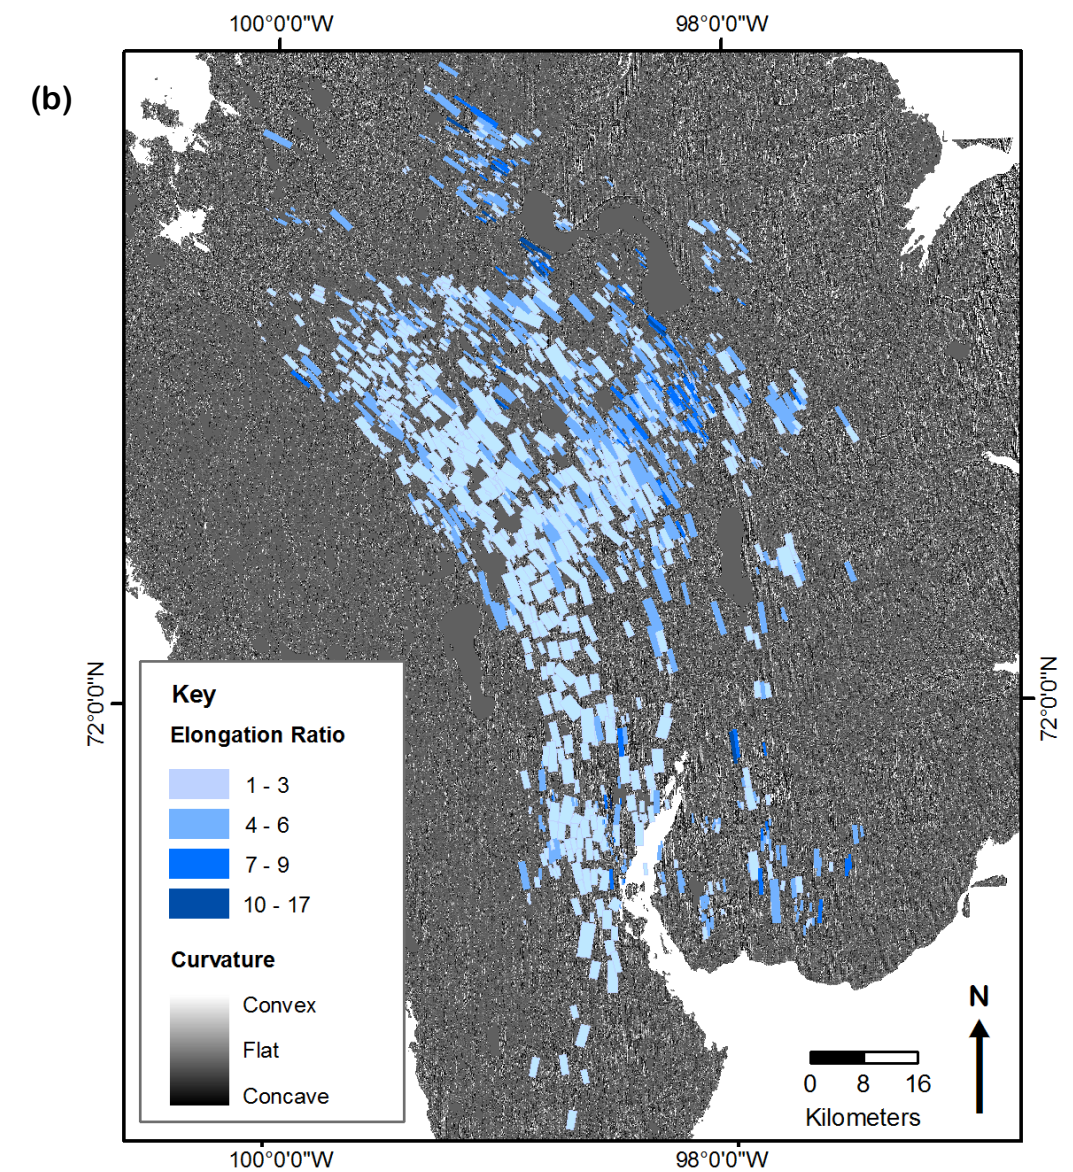 100°0'0"W 98°0'0"W
(b)
72°0'0"N 72°0'0"N
Key
Elongation Ratio
1 - 3
4 - 6
7 - 9
10 - 17
Curvature
Convex
Flat
Concave
N
0 8 16
Kilometers
100°0'0"W 98°0'0"W